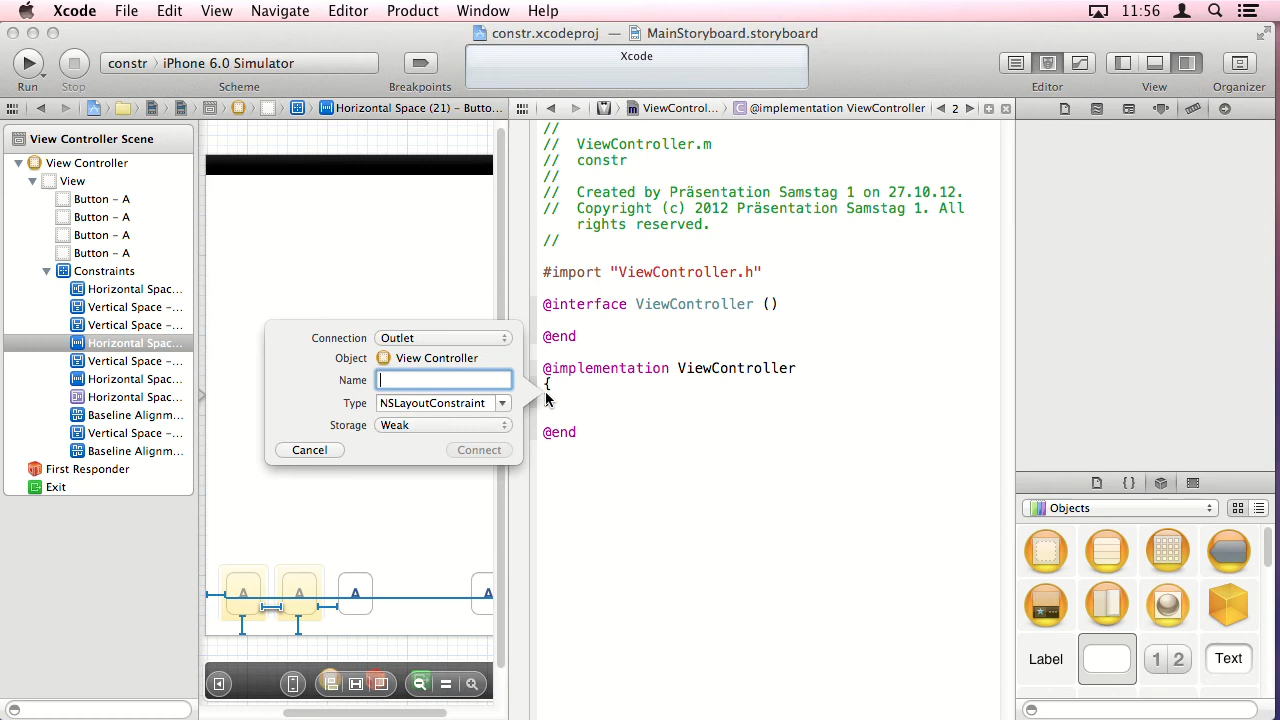 Xcode File Edit View Navigate Editor Product Window Help 11:56
constr.xcodeproj — MainStoryboard.storyboard
constr iPhone 6.0 Simulator
Xcode
Run Stop Scheme Breakpoints Editor View Organizer
Horizontal Space (21) – Butto...
ViewControl...
@implementation ViewController
2
View Controller Scene
View Controller
View
Button – A
Button – A
Button – A
Button – A
Constraints
Horizontal Spac...
Vertical Space –...
Vertical Space –...
Horizontal Spac...
Vertical Space –...
Horizontal Spac...
Horizontal Spac...
Baseline Alignm...
Vertical Space –...
Baseline Alignm...
First Responder
Exit
Connection Outlet
Object View Controller
Name
Type NSLayoutConstraint
Storage Weak
Cancel Connect
A A A A
//
// ViewController.m
// constr
//
// Created by Präsentation Samstag 1 on 27.10.12.
// Copyright (c) 2012 Präsentation Samstag 1. All
rights reserved.
//
#import "ViewController.h"
@interface ViewController ()
@end
@implementation ViewController
{
@end
{ }
Objects
Label 1 2 Text